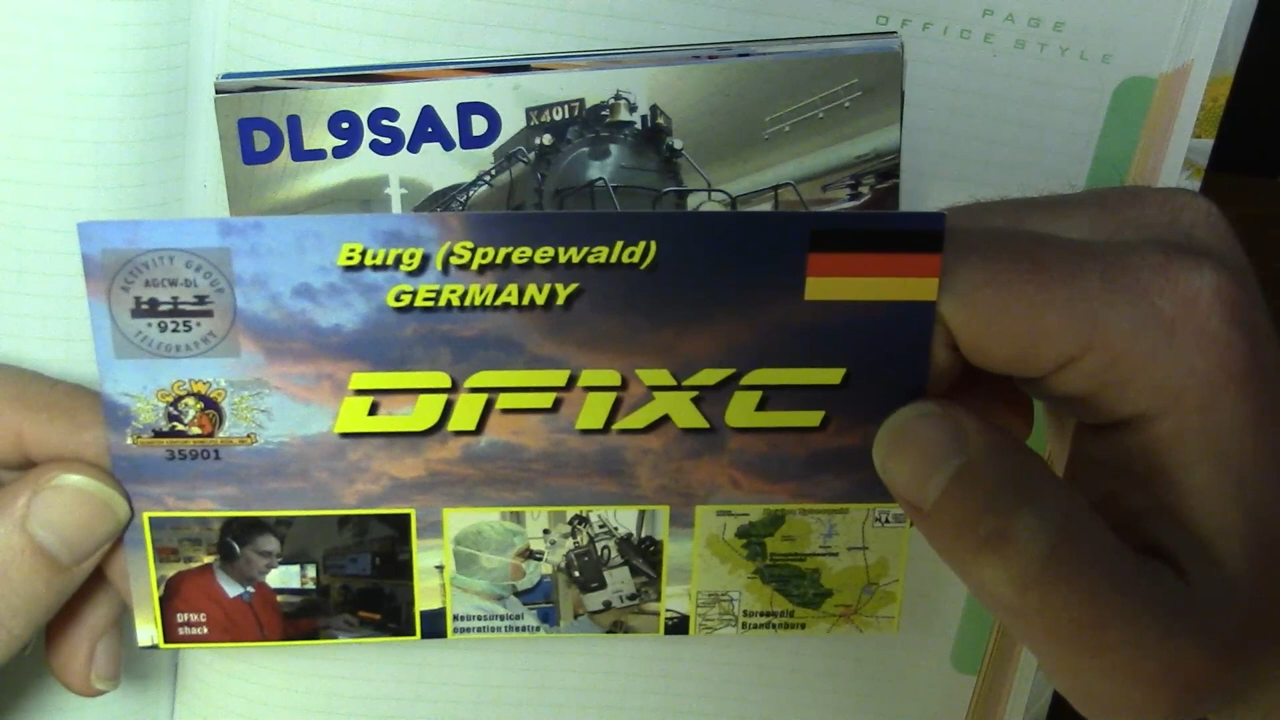 PAGE
OFFICE STYLE
DL9SAD
X4017
Burg (Spreewald)
GERMANY
ACTIVITY GROUP
AGCW-DL
*925*
TELEGRAPHY
DF1XC
35901
DF1XC
shack
Neurosurgical
operation theatre
Spreewald
Brandenburg